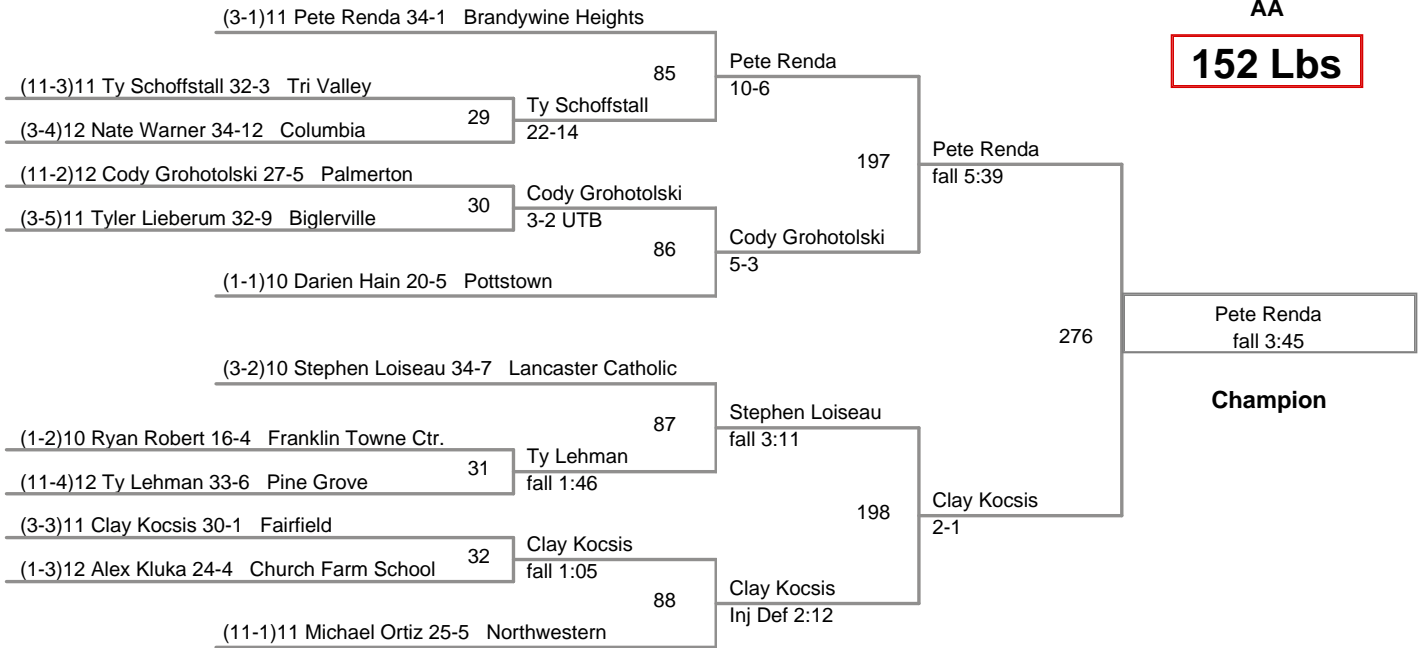 AA
152 Lbs
(3-1)11 Pete Renda 34-1 Brandywine Heights
85
Pete Renda
10-6
(11-3)11 Ty Schoffstall 32-3 Tri Valley
29
Ty Schoffstall
22-14
(3-4)12 Nate Warner 34-12 Columbia
197
Pete Renda
fall 5:39
(11-2)12 Cody Grohotolski 27-5 Palmerton
30
Cody Grohotolski
3-2 UTB
(3-5)11 Tyler Lieberum 32-9 Biglerville
86
Cody Grohotolski
5-3
(1-1)10 Darien Hain 20-5 Pottstown
276
Pete Renda
fall 3:45
Champion
(3-2)10 Stephen Loiseau 34-7 Lancaster Catholic
87
Stephen Loiseau
fall 3:11
(1-2)10 Ryan Robert 16-4 Franklin Towne Ctr.
31
Ty Lehman
fall 1:46
(11-4)12 Ty Lehman 33-6 Pine Grove
198
Clay Kocsis
2-1
(3-3)11 Clay Kocsis 30-1 Fairfield
32
Clay Kocsis
fall 1:05
(1-3)12 Alex Kluka 24-4 Church Farm School
88
Clay Kocsis
Inj Def 2:12
(11-1)11 Michael Ortiz 25-5 Northwestern